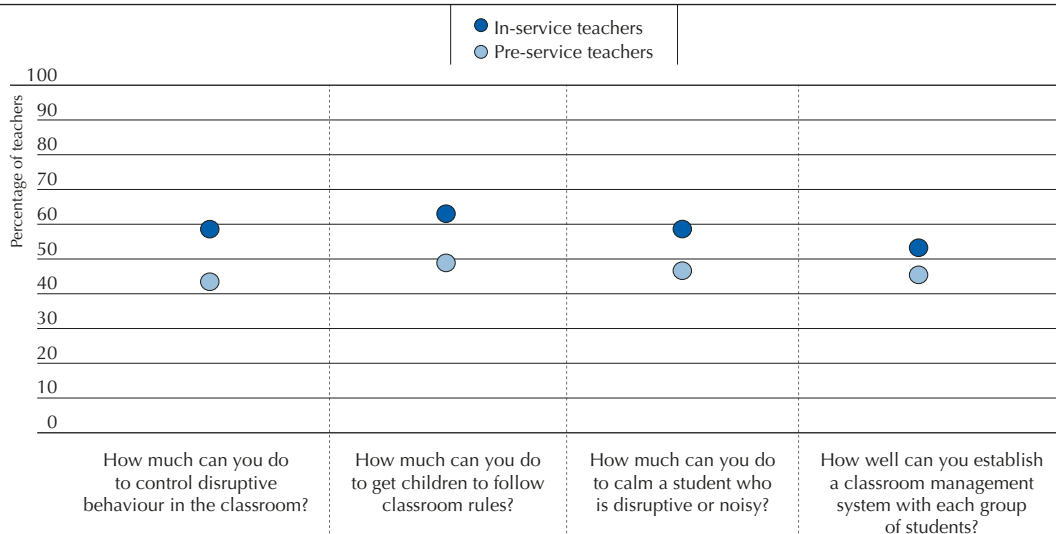 In-service teachers
Pre-service teachers
Percentage of teachers
100
90
80
70
60
50
40
30
20
10
0
How much can you do
to control disruptive
behaviour in the classroom?
How much can you do
to get children to follow
classroom rules?
How much can you do
to calm a student who
is disruptive or noisy?
How well can you establish
a classroom management
system with each group
of students?